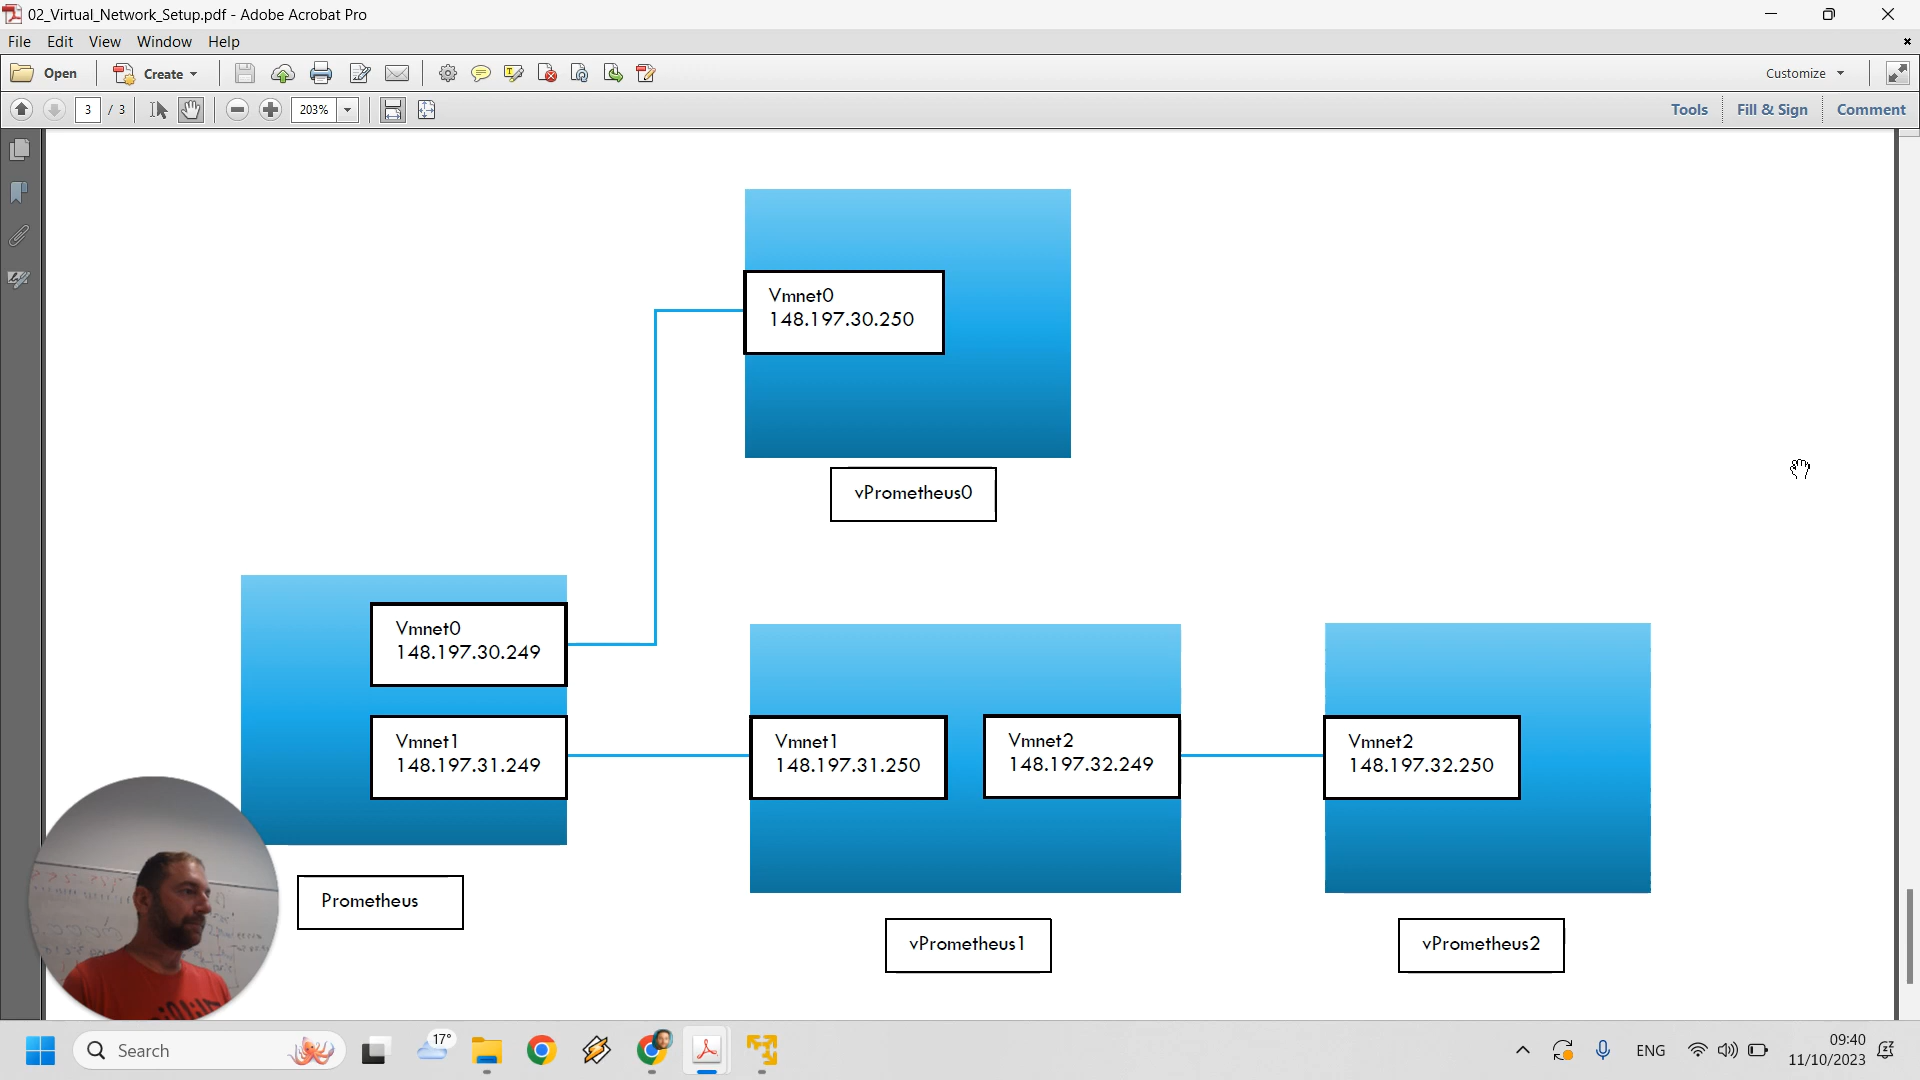 02_Virtual_Network_Setup.pdf - Adobe Acrobat Pro
File Edit View Window Help
Open Create Customize
3 / 3 203% Tools Fill & Sign Comment
Vmnet0
148.197.30.250
vPrometheus0
Vmnet0
148.197.30.249
Vmnet1
148.197.31.249
Prometheus
Vmnet1
148.197.31.250
Vmnet2
148.197.32.249
vPrometheus1
Vmnet2
148.197.32.250
vPrometheus2
Search 17° ENG 09:40
11/10/2023